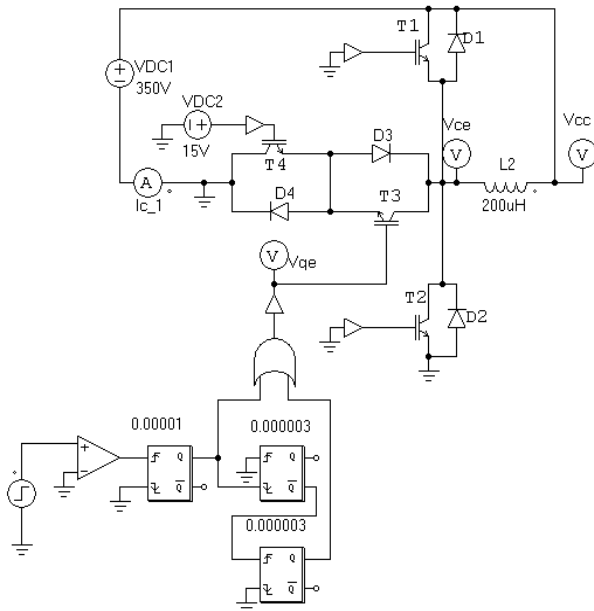 T1
D1
VDC1
350V
VDC2
15V
T4
D3
Vce
Vcc
L2
200uH
A
Ic_1
D4
T3
V
V
V
Vqe
T2
D2
0.00001
0.000003
Q
Q
Q
Q
0.000003
Q
Q